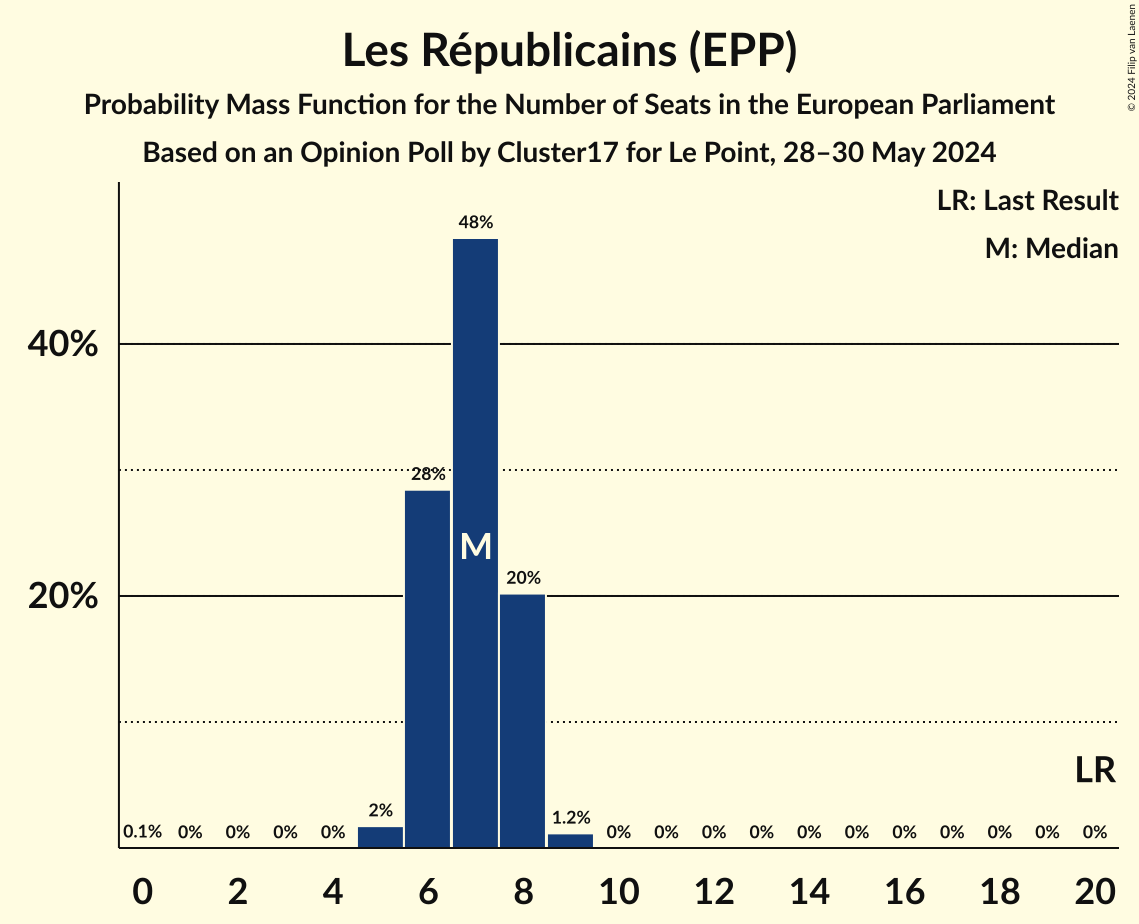 Les Républicains (EPP)
Probability Mass Function for the Number of Seats in the European Parliament
Based on an Opinion Poll by Cluster17 for Le Point, 28–30 May 2024
© 2024 Filip van Laenen
LR: Last Result
M: Median
48%
40%
28%
M
20%
20%
LR
0.1% 0% 0% 0% 0% 2% 1.2% 0% 0% 0% 0% 0% 0% 0% 0% 0% 0% 0%
0 2 4 6 8 10 12 14 16 18 20